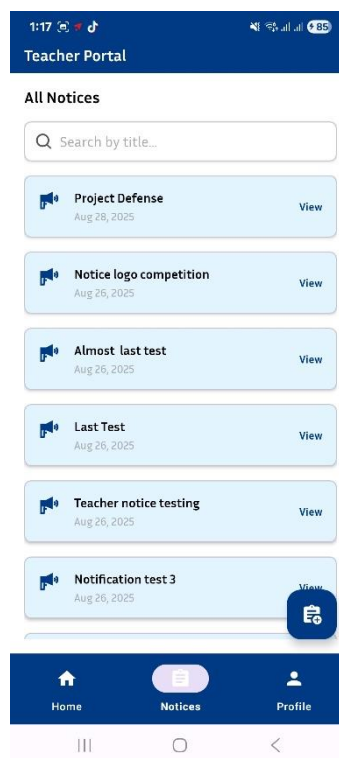 1:17
85
Teacher Portal
All Notices
Search by title...
Project Defense
Aug 28, 2025
View
Notice logo competition
Aug 26, 2025
View
Almost last test
Aug 26, 2025
View
Last Test
Aug 26, 2025
View
Teacher notice testing
Aug 26, 2025
View
Notification test 3
Aug 26, 2025
View
Home
Notices
Profile